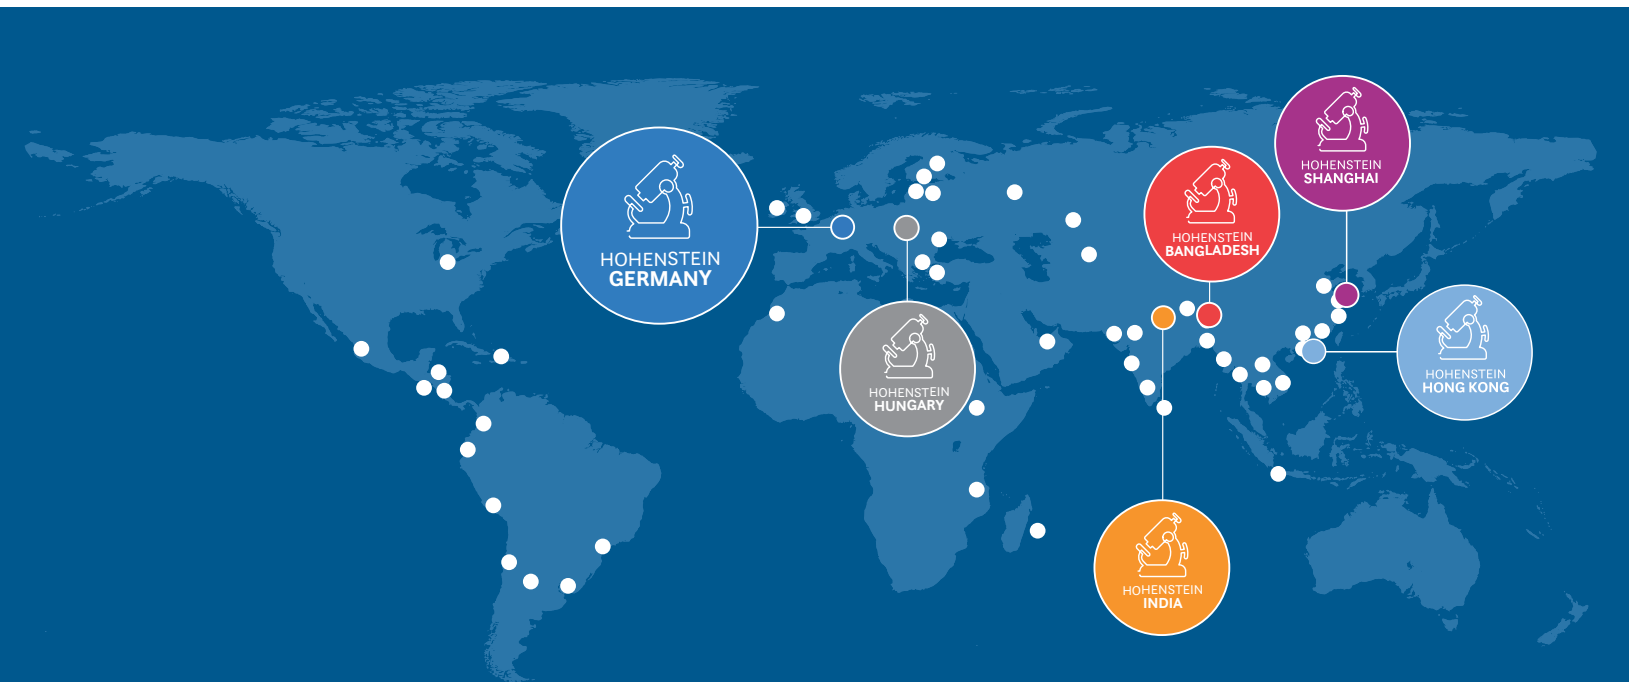 HOHENSTEIN
GERMANY
HOHENSTEIN
HUNGARY
HOHENSTEIN
BANGLADESH
HOHENSTEIN
SHANGHAI
HOHENSTEIN
HONG KONG
HOHENSTEIN
INDIA